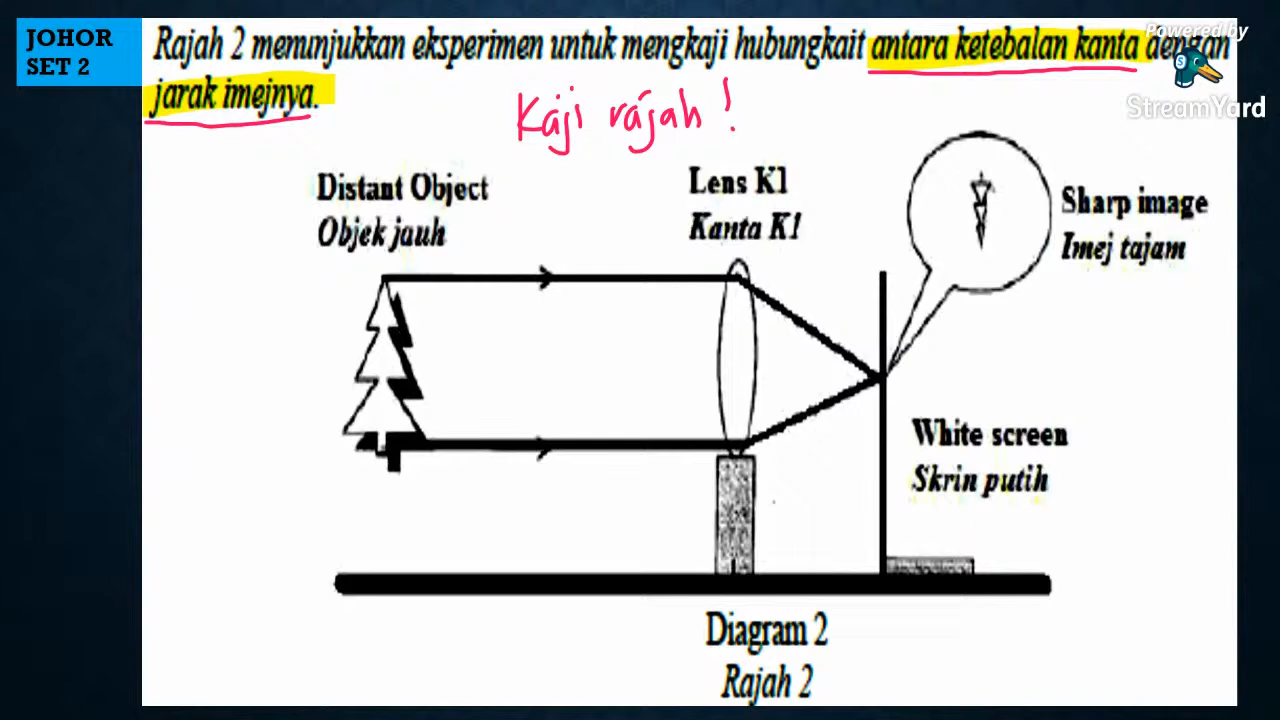 JOHOR
SET 2
Rajah 2 menunjukkan eksperimen untuk mengkaji hubungkait antara ketebalan kanta dengan
jarak imejnya.
Powered by
StreamYard
Kaji rajah !
Distant Object
Objek jauh
Lens K1
Kanta K1
Sharp image
Imej tajam
White screen
Skrin putih
Diagram 2
Rajah 2